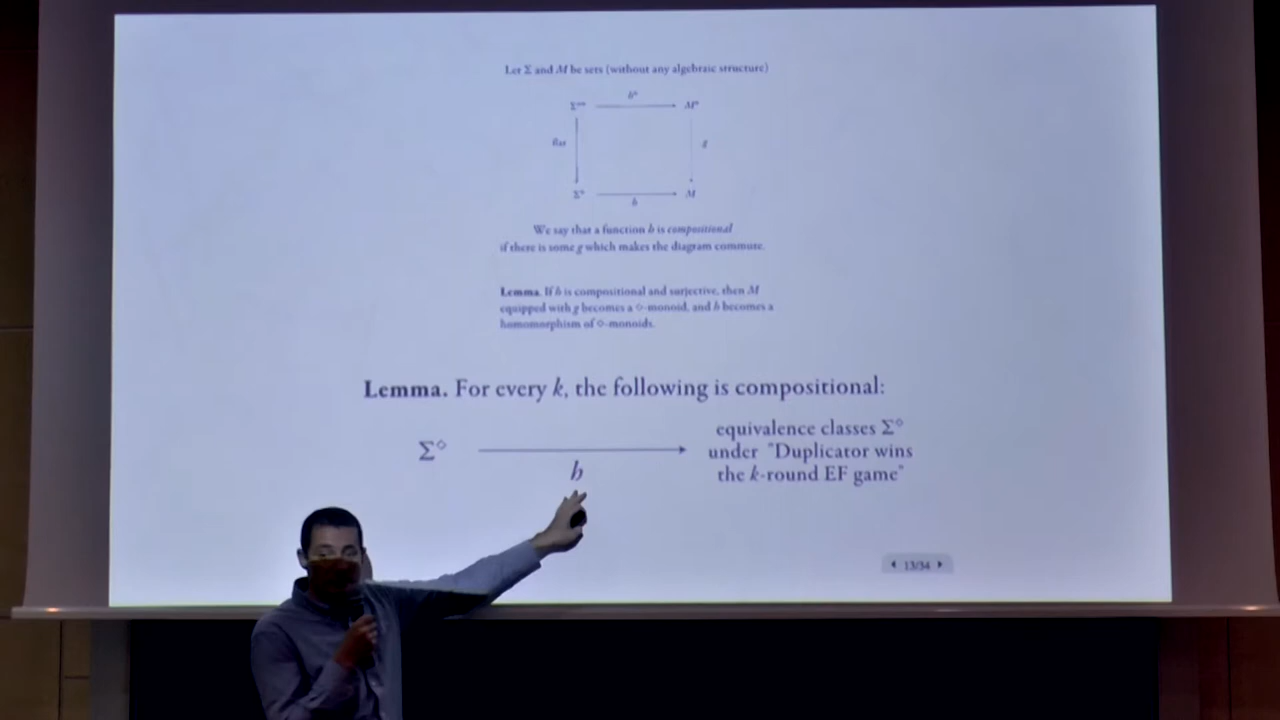 Let Σ and M be sets (without any algebraic structure)
h°
Σ°° M°
flat g
Σ° M
h
We say that a function h is compositional
if there is some g which makes the diagram commute.
Lemma. If h is compositional and surjective, then M
equipped with g becomes a ◇-monoid, and h becomes a
homomorphism of ◇-monoids.
Lemma. For every k, the following is compositional:
equivalence classes Σ◇
Σ◇ under "Duplicator wins
h the k-round EF game"
13/34